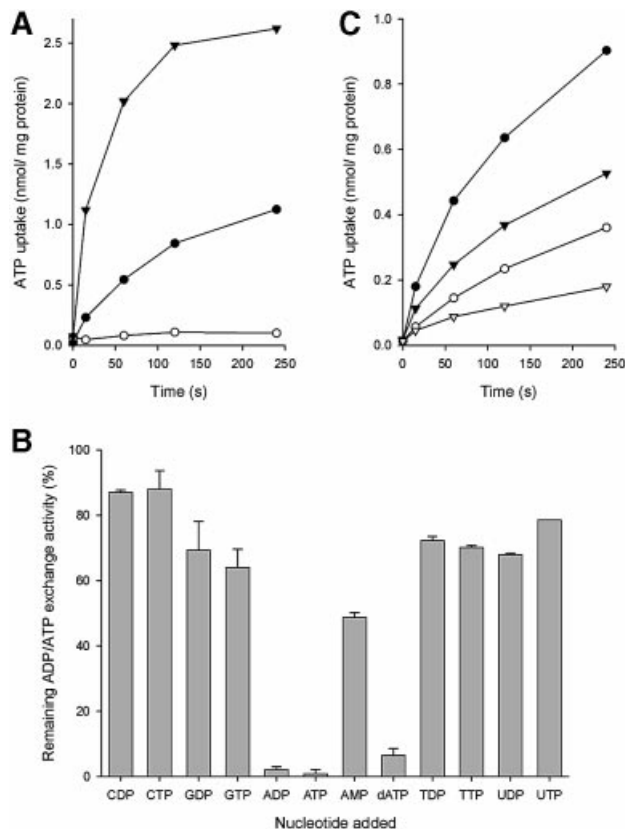 A
ATP uptake (nmol/ mg protein)
2.5
2.0
1.5
1.0
0.5
0.0
0 50 100 150 200 250
Time (s)
C
ATP uptake (nmol/ mg protein)
1.0
0.8
0.6
0.4
0.2
0.0
0 50 100 150 200 250
Time (s)
B
Remaining ADP/ATP exchange activity (%)
100
80
60
40
20
0
CDP CTP GDP GTP ADP ATP AMP dATP TDP TTP UDP UTP
Nucleotide added